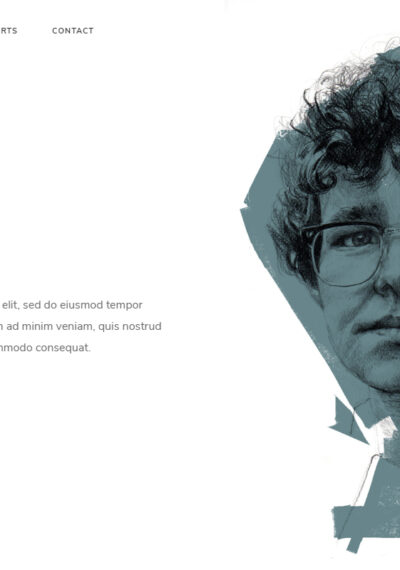 RTS CONTACT
elit, sed do eiusmod tempor
ad minim veniam, quis nostrud
mmodo consequat.